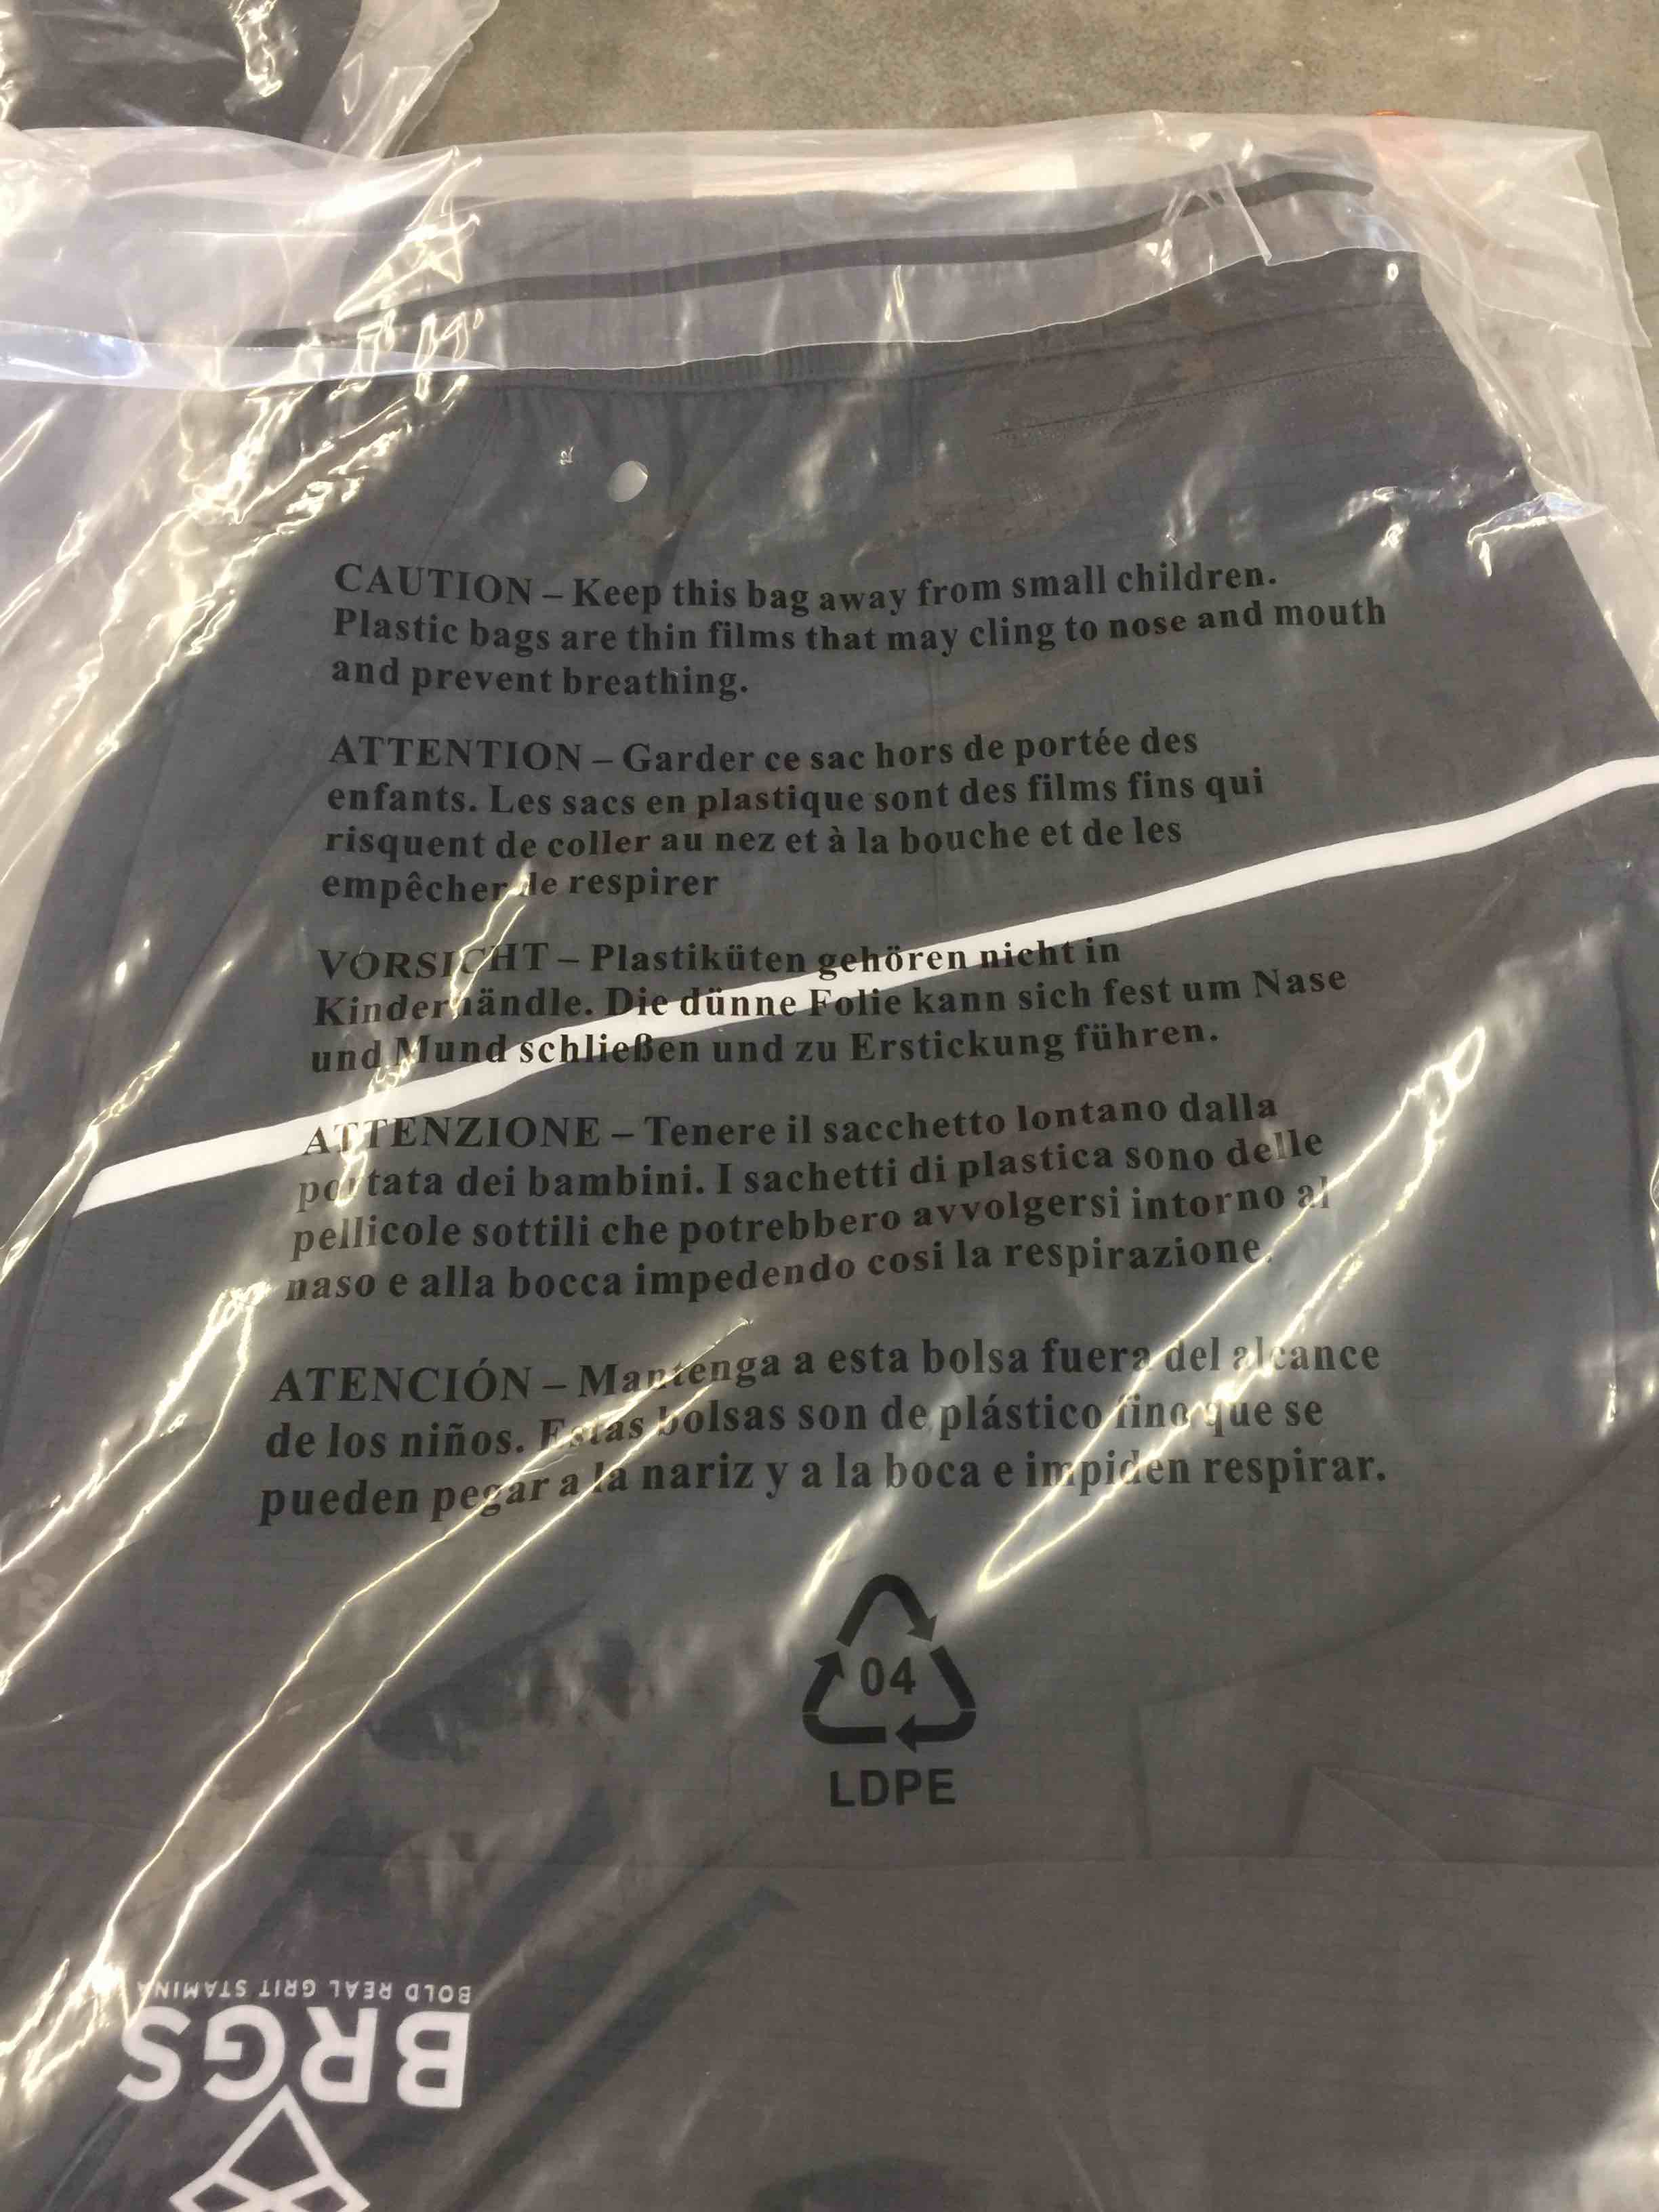 CAUTION – Keep this bag away from small children.
Plastic bags are thin films that may cling to nose and mouth
and prevent breathing.
ATTENTION – Garder ce sac hors de portée des
enfants. Les sacs en plastique sont des films fins qui
risquent de coller au nez et à la bouche et de les
empêcher de respirer
VORSICHT – Plastiküten gehören nicht in
Kinderhändle. Die dünne Folie kann sich fest um Nase
und Mund schließen und zu Erstickung führen.
ATTENZIONE – Tenere il sacchetto lontano dalla
portata dei bambini. I sachetti di plastica sono delle
pellicole sottili che potrebbero avvolgersi intorno al
naso e alla bocca impedendo cosi la respirazione.
ATENCIÓN – Mantenga a esta bolsa fuera del alcance
de los niños. Estas bolsas son de plástico fino que se
pueden pegar a la nariz y a la boca e impiden respirar.
04
LDPE
BRGS
BOLD REAL GRIT STAMINA